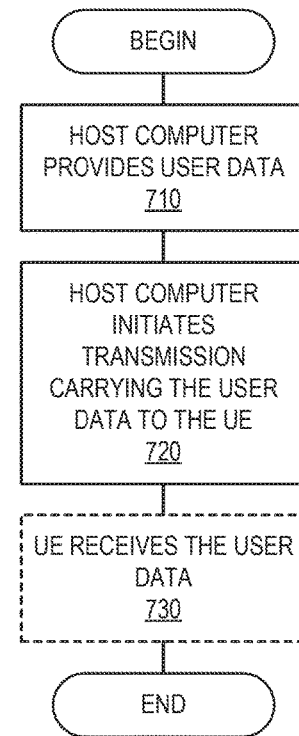 BEGIN
HOST COMPUTER
PROVIDES USER DATA
710
HOST COMPUTER
INITIATES
TRANSMISSION
CARRYING THE USER
DATA TO THE UE
720
UE RECEIVES THE USER
DATA
730
END